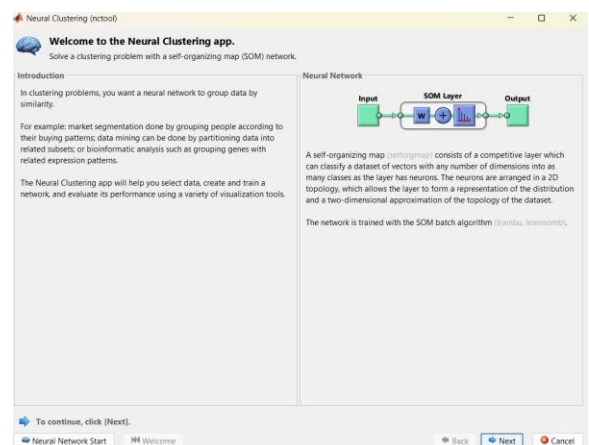 Neural Clustering (nctool)
Welcome to the Neural Clustering app.
Solve a clustering problem with a self-organizing map (SOM) network.
Introduction
In clustering problems, you want a neural network to group data by
similarity.
For example: market segmentation done by grouping people according to
their buying patterns; data mining can be done by partitioning data into
related subsets; or bioinformatic analysis such as grouping genes with
related expression patterns.
The Neural Clustering app will help you select data, create and train a
network, and evaluate its performance using a variety of visualization tools.
Neural Network
Input SOM Layer Output
W +
A self-organizing map (selforgmap) consists of a competitive layer which
can classify a dataset of vectors with any number of dimensions into as
many classes as the layer has neurons. The neurons are arranged in a 2D
topology, which allows the layer to form a representation of the distribution
and a two-dimensional approximation of the topology of the dataset.
The network is trained with the SOM batch algorithm (trainbu, learnsomb).
To continue, click [Next].
Neural Network Start Welcome Back Next Cancel